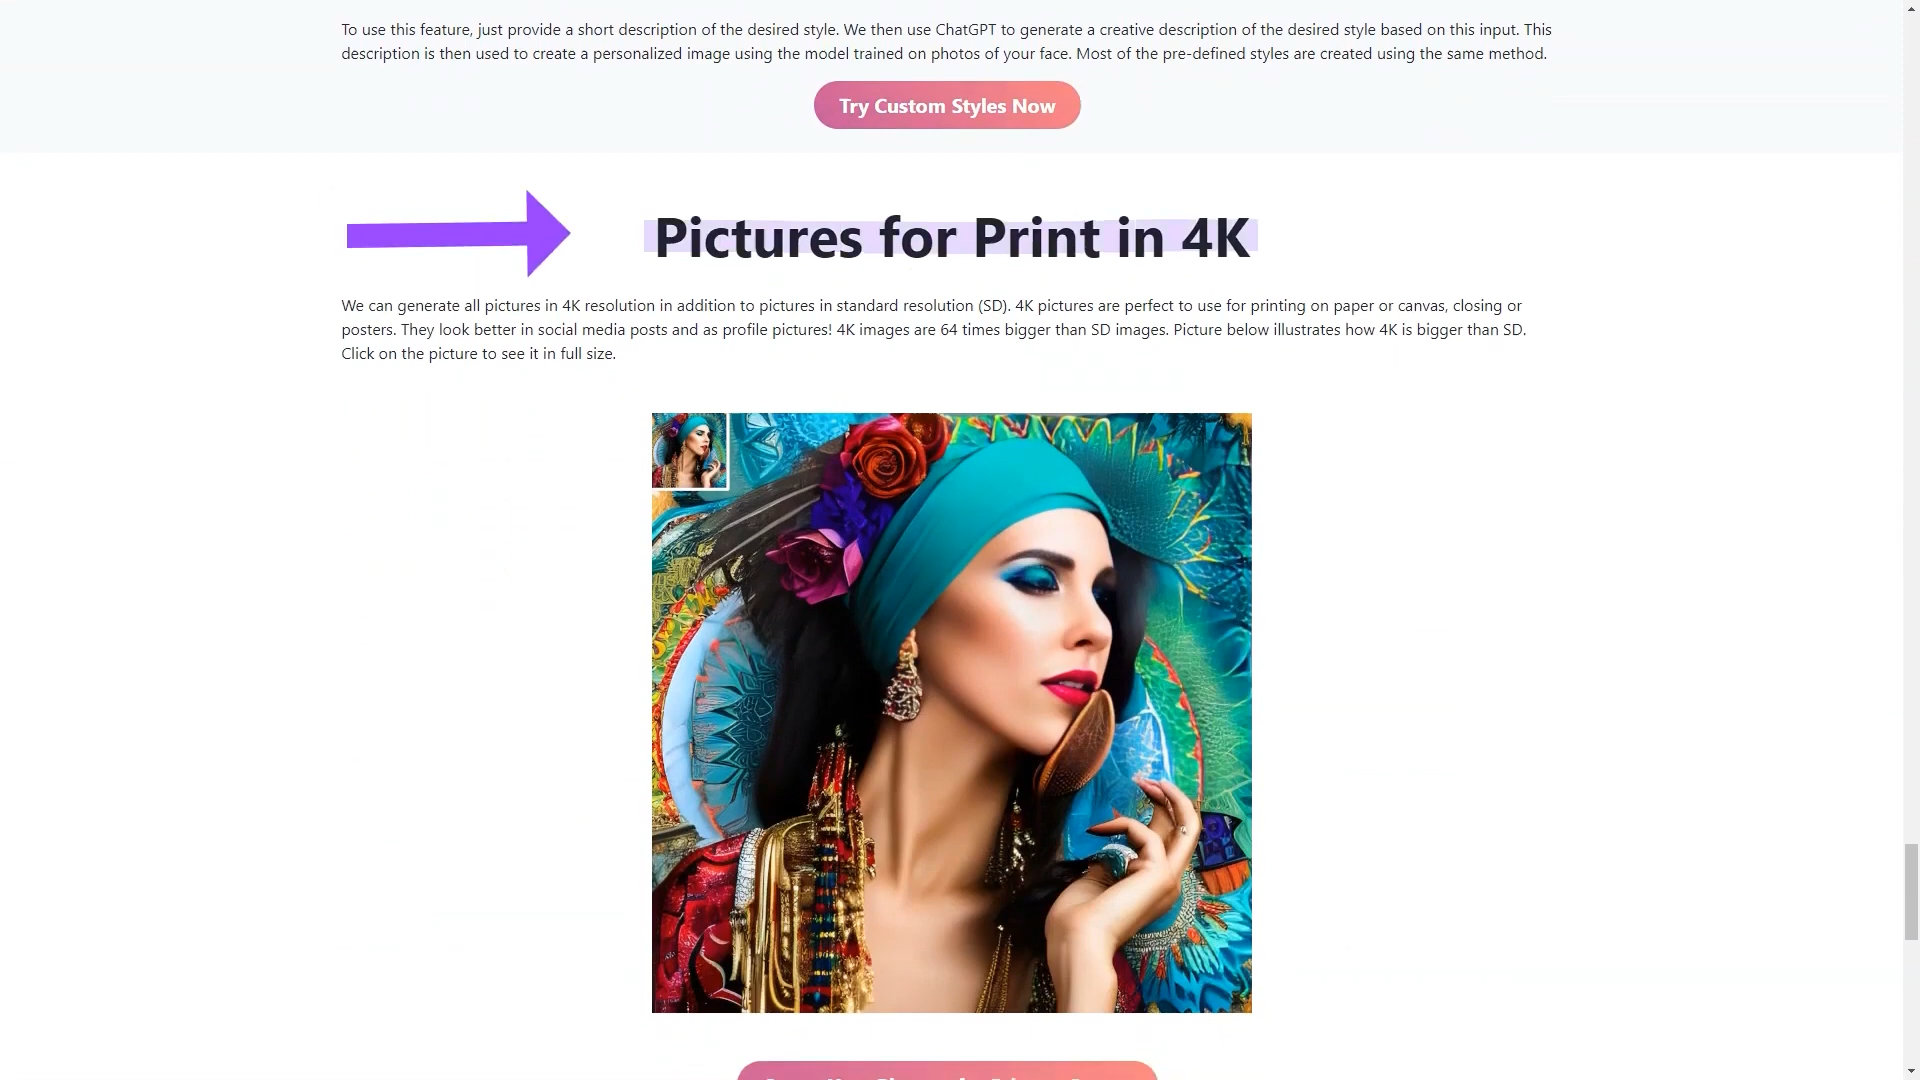 To use this feature, just provide a short description of the desired style. We then use ChatGPT to generate a creative description of the desired style based on this input. This
description is then used to create a personalized image using the model trained on photos of your face. Most of the pre-defined styles are created using the same method.
Try Custom Styles Now
Pictures for Print in 4K
We can generate all pictures in 4K resolution in addition to pictures in standard resolution (SD). 4K pictures are perfect to use for printing on paper or canvas, closing or
posters. They look better in social media posts and as profile pictures! 4K images are 64 times bigger than SD images. Picture below illustrates how 4K is bigger than SD.
Click on the picture to see it in full size.